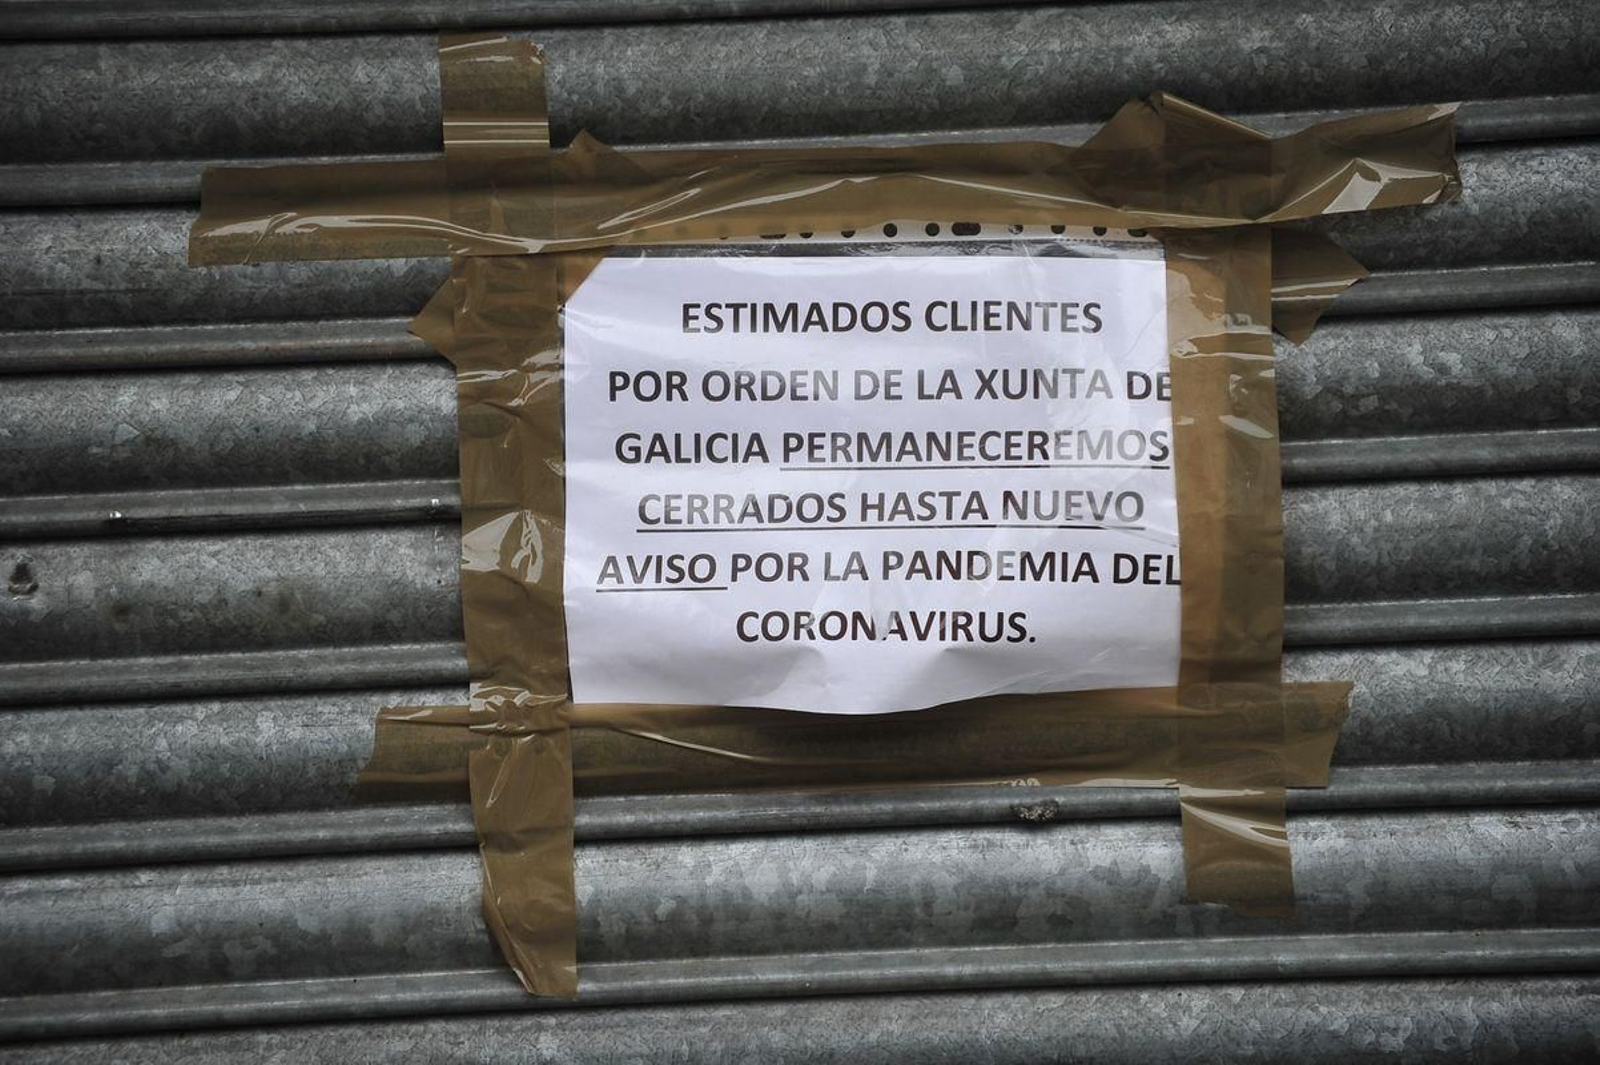 ESTIMADOS CLIENTES
POR ORDEN DE LA XUNTA DE
GALICIA PERMANECEREMOS
CERRADOS HASTA NUEVO
AVISO POR LA PANDEMIA DEL
CORONAVIRUS.